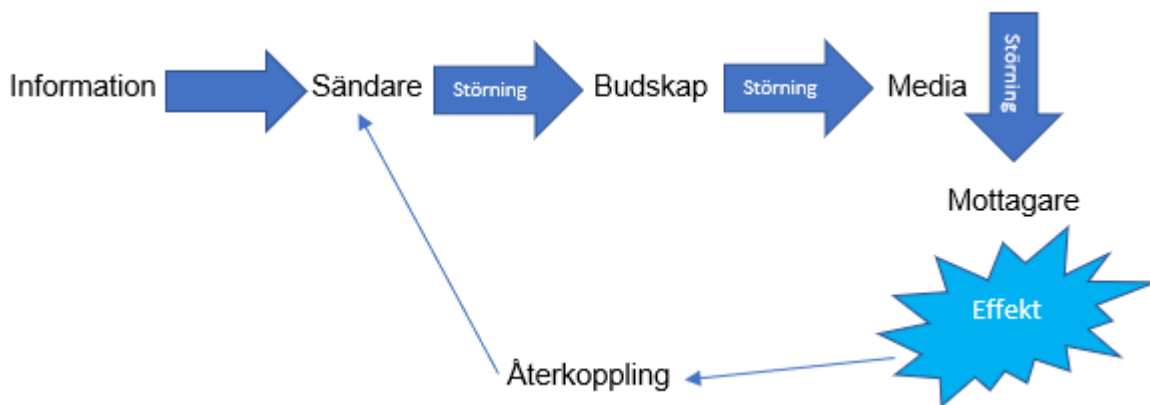 Information
Sändare
Störning
Budskap
Störning
Media
Störning
Mottagare
Effekt
Återkoppling